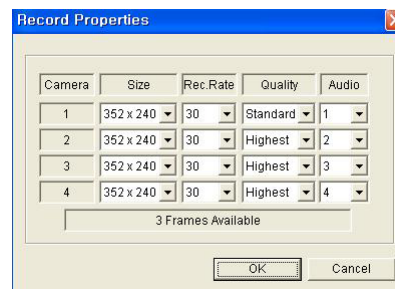 Record Properties
Camera Size Rec.Rate Quality Audio
1 352 x 240 30 Standard 1
2 352 x 240 30 Highest 2
3 352 x 240 30 Highest 3
4 352 x 240 30 Highest 4
3 Frames Available
OK Cancel